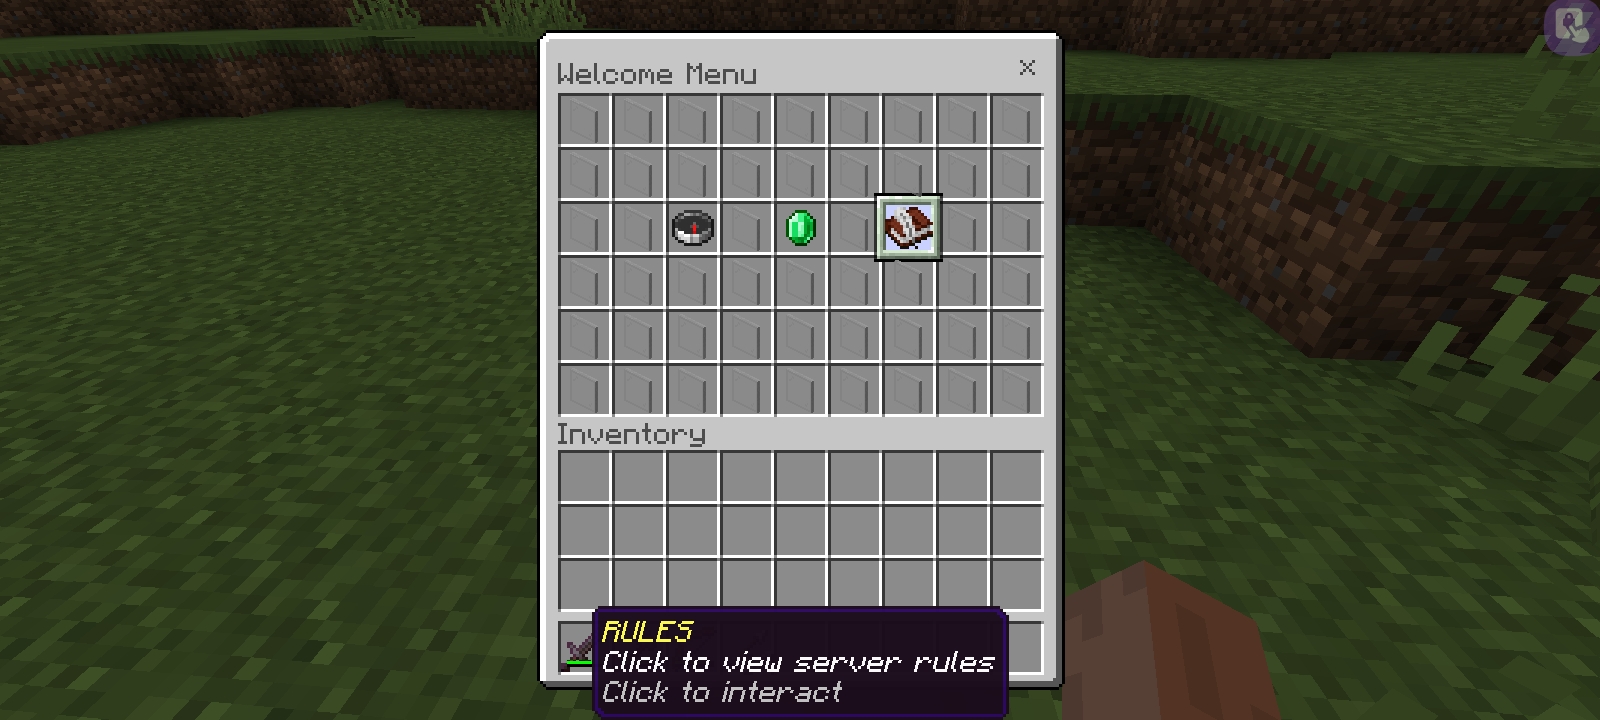 Welcome Menu
Inventory
RULES
Click to view server rules
Click to interact